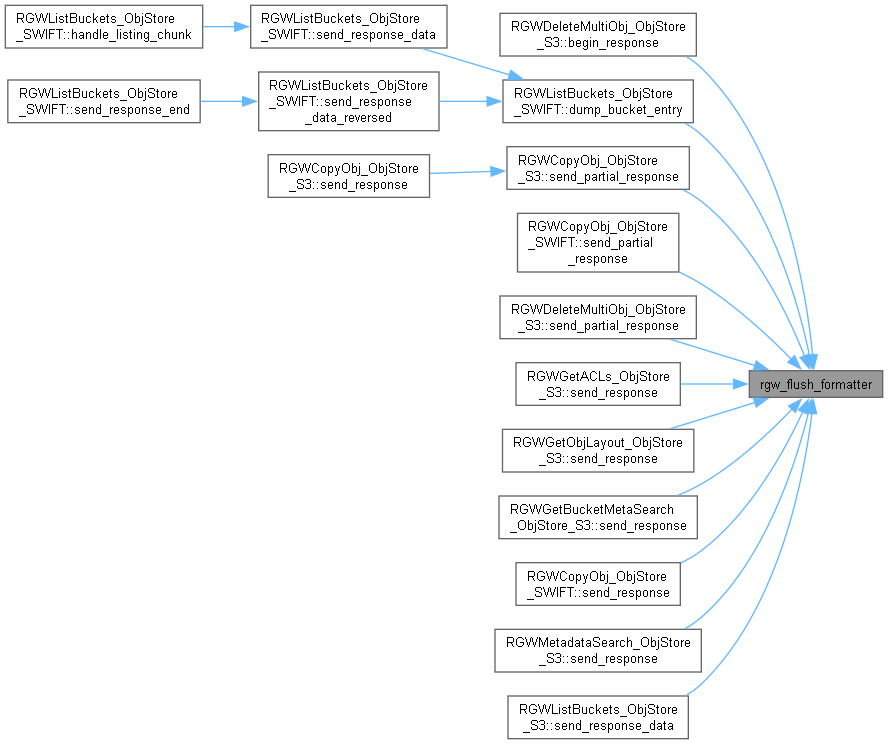 RGWListBuckets_ObjStore
_SWIFT::handle_listing_chunk
RGWListBuckets_ObjStore
_SWIFT::send_response_data
RGWDeleteMultiObj_ObjStore
_S3::begin_response
RGWListBuckets_ObjStore
_SWIFT::send_response_end
RGWListBuckets_ObjStore
_SWIFT::send_response
_data_reversed
RGWListBuckets_ObjStore
_SWIFT::dump_bucket_entry
RGWCopyObj_ObjStore
_S3::send_response
RGWCopyObj_ObjStore
_S3::send_partial_response
RGWCopyObj_ObjStore
_SWIFT::send_partial
_response
RGWDeleteMultiObj_ObjStore
_S3::send_partial_response
RGWGetACLs_ObjStore
_S3::send_response
rgw_flush_formatter
RGWGetObjLayout_ObjStore
_S3::send_response
RGWGetBucketMetaSearch
_ObjStore_S3::send_response
RGWCopyObj_ObjStore
_SWIFT::send_response
RGWMetadataSearch_ObjStore
_S3::send_response
RGWListBuckets_ObjStore
_S3::send_response_data